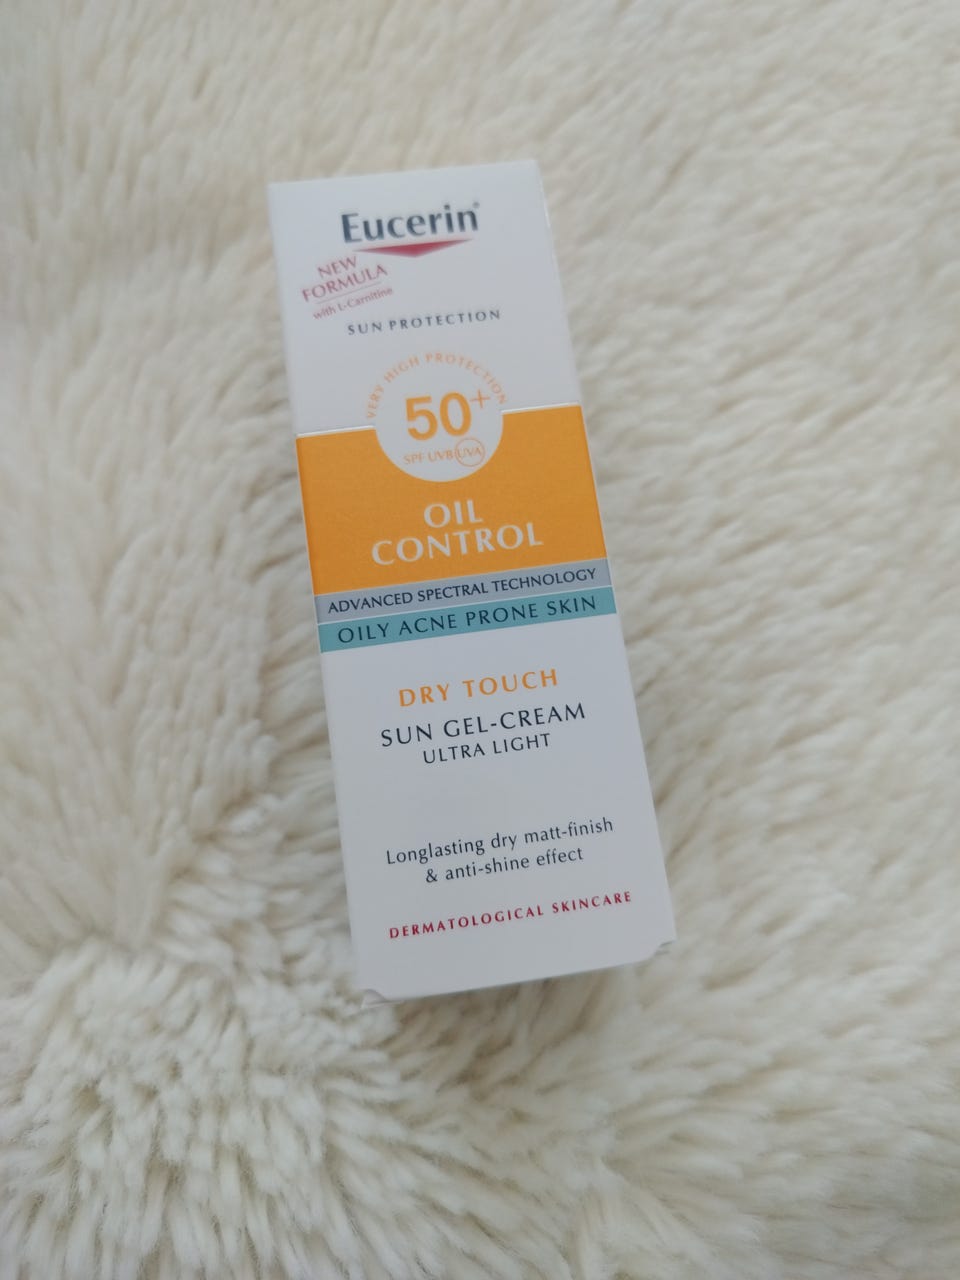 Eucerin®
NEW
FORMULA
with L-Carnitine
SUN PROTECTION
VERY HIGH PROTECTION
50+
SPF UVB UVA
OIL
CONTROL
ADVANCED SPECTRAL TECHNOLOGY
OILY ACNE PRONE SKIN
DRY TOUCH
SUN GEL-CREAM
ULTRA LIGHT
Longlasting dry matt-finish
& anti-shine effect
DERMATOLOGICAL SKINCARE